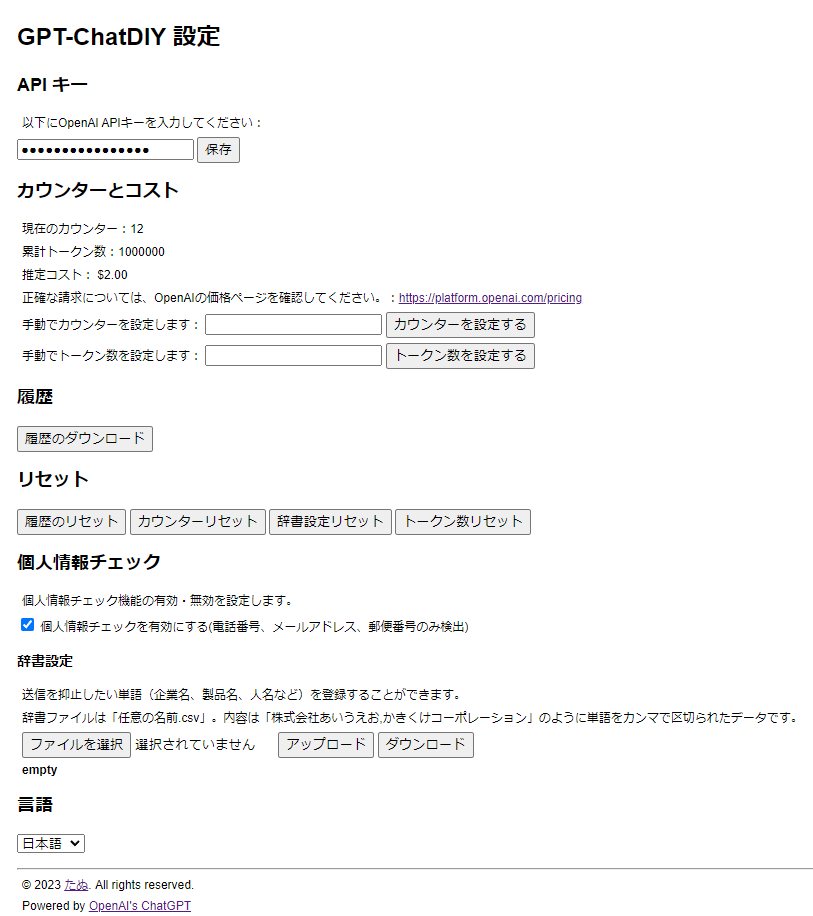 GPT-ChatDIY 設定
API キー
以下にOpenAI APIキーを入力してください：
●●●●●●●●●●●●●●●● 保存
カウンターとコスト
現在のカウンター：12
累計トークン数：1000000
推定コスト： $2.00
正確な請求については、OpenAIの価格ページを確認してください。：https://platform.openai.com/pricing
手動でカウンターを設定します： カウンターを設定する
手動でトークン数を設定します： トークン数を設定する
履歴
履歴のダウンロード
リセット
履歴のリセット カウンターリセット 辞書設定リセット トークン数リセット
個人情報チェック
個人情報チェック機能の有効・無効を設定します。
個人情報チェックを有効にする(電話番号、メールアドレス、郵便番号のみ検出)
辞書設定
送信を抑止したい単語（企業名、製品名、人名など）を登録することができます。
辞書ファイルは「任意の名前.csv」。内容は「株式会社あいうえお,かきくけコーポレーション」のように単語をカンマで区切られたデータです。
ファイルを選択 選択されていません アップロード ダウンロード
empty
言語
日本語
© 2023 たぬ. All rights reserved.
Powered by OpenAI's ChatGPT